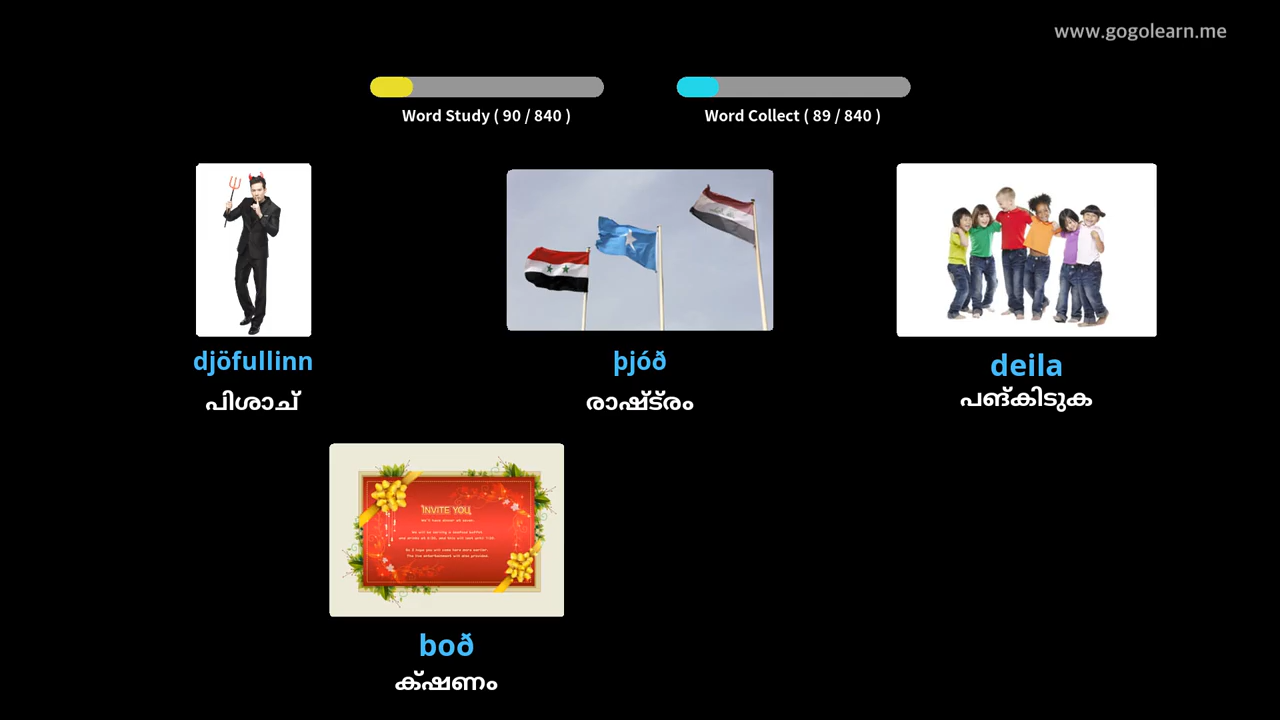 www.gogolearn.me
Word Study ( 90 / 840 )
Word Collect ( 89 / 840 )
djöfullinn
þjóð
deila
പിശാച്
രാഷ്ട്രം
പങ്കിടുക
INVITE YOU
boð
ക്ഷണം